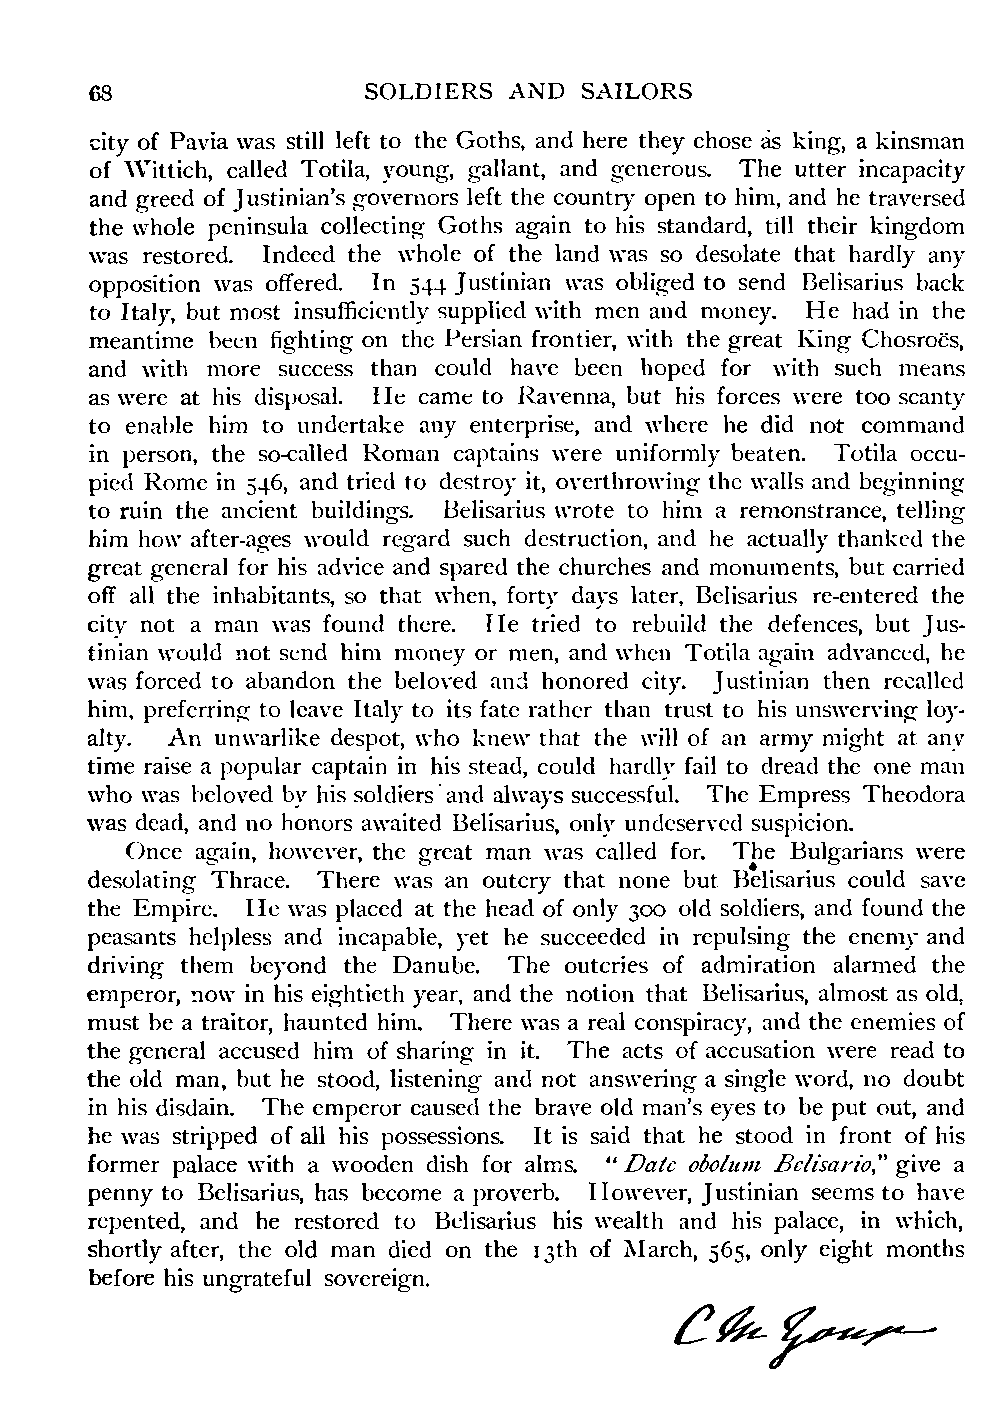 68 SOLDIERS AND SAILORS
city of Pavia was still left to the Goths, and here they chose as king, a kinsman
of Wittich, called Totila, young, gallant, and generous. The utter incapacity
and greed of Justinian's governors left the country open to him, and he traversed
the whole peninsula collecting Goths again to his standard, till their kingdom
was restored. Indeed the whole of the land was so desolate that hardly any
opposition was offered. In 544 Justinian was obliged to send Belisarius back
to Italy, but most insufficiently supplied with men and money. He had in the
meantime been fighting on the Persian frontier, with the great King Chosroës,
and with more success than could have been hoped for with such means
as were at his disposal. He came to Ravenna, but his forces were too scanty
to enable him to undertake any enterprise, and where he did not command
in person, the so-called Roman captains were uniformly beaten. Totila occu-
pied Rome in 546, and tried to destroy it, overthrowing the walls and beginning
to ruin the ancient buildings. Belisarius wrote to him a remonstrance, telling
him how after-ages would regard such destruction, and he actually thanked the
great general for his advice and spared the churches and monuments, but carried
off all the inhabitants, so that when, forty days later, Belisarius re-entered the
city not a man was found there. He tried to rebuild the defences, but Jus-
tinian would not send him money or men, and when Totila again advanced, he
was forced to abandon the beloved and honored city. Justinian then recalled
him, preferring to leave Italy to its fate rather than trust to his unswerving loy-
alty. An unwarlike despot, who knew that the will of an army might at any
time raise a popular captain in his stead, could hardly fail to dread the one man
who was beloved by his soldiers and always successful. The Empress Theodora
was dead, and no honors awaited Belisarius, only undeserved suspicion.
Once again, however, the great man was called for. The Bulgarians were
desolating Thrace. There was an outcry that none but Belisarius could save
the Empire. He was placed at the head of only 300 old soldiers, and found the
peasants helpless and incapable, yet he succeeded in repulsing the enemy and
driving them beyond the Danube. The outcries of admiration alarmed the
emperor, now in his eightieth year, and the notion that Belisarius, almost as old,
must be a traitor, haunted him. There was a real conspiracy, and the enemies of
the general accused him of sharing in it. The acts of accusation were read to
the old man, but he stood, listening and not answering a single word, no doubt
in his disdain. The emperor caused the brave old man's eyes to be put out, and
he was stripped of all his possessions. It is said that he stood in front of his
former palace with a wooden dish for alms. "Date obolum Belisario," give a
penny to Belisarius, has become a proverb. However, Justinian seems to have
repented, and he restored to Belisarius his wealth and his palace, in which,
shortly after, the old man died on the 13th of March, 565, only eight months
before his ungrateful sovereign.
C M